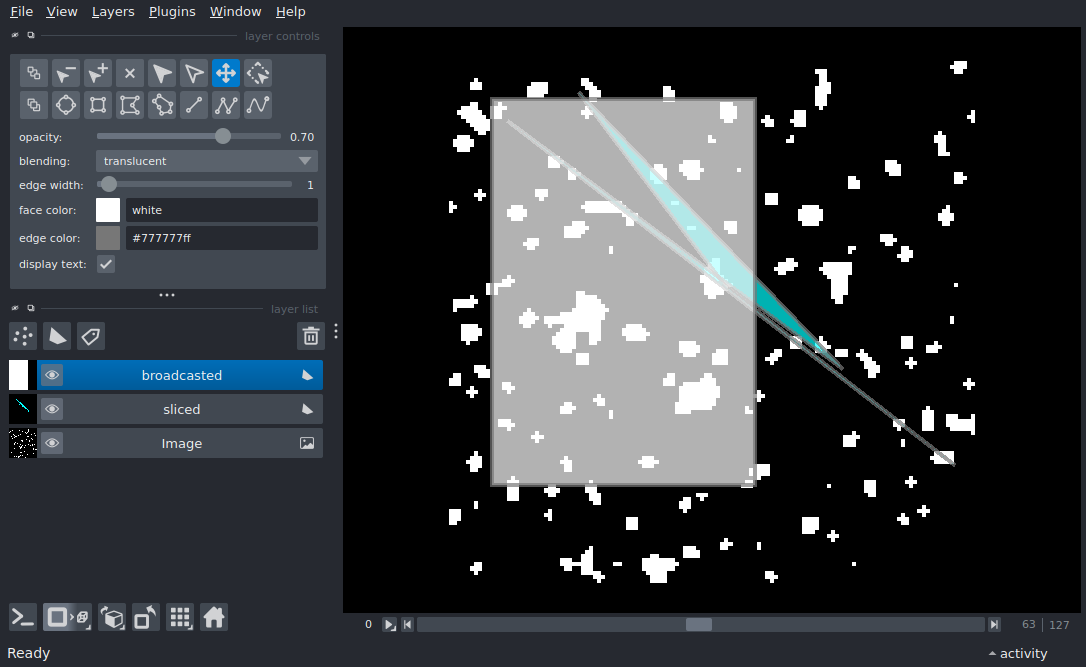 File View Layers Plugins Window Help
layer controls
opacity: 0.70
blending: translucent
edge width: 1
face color: white
edge color: #777777ff
display text:
layer list
broadcasted
sliced
Image
0 63 127
Ready activity